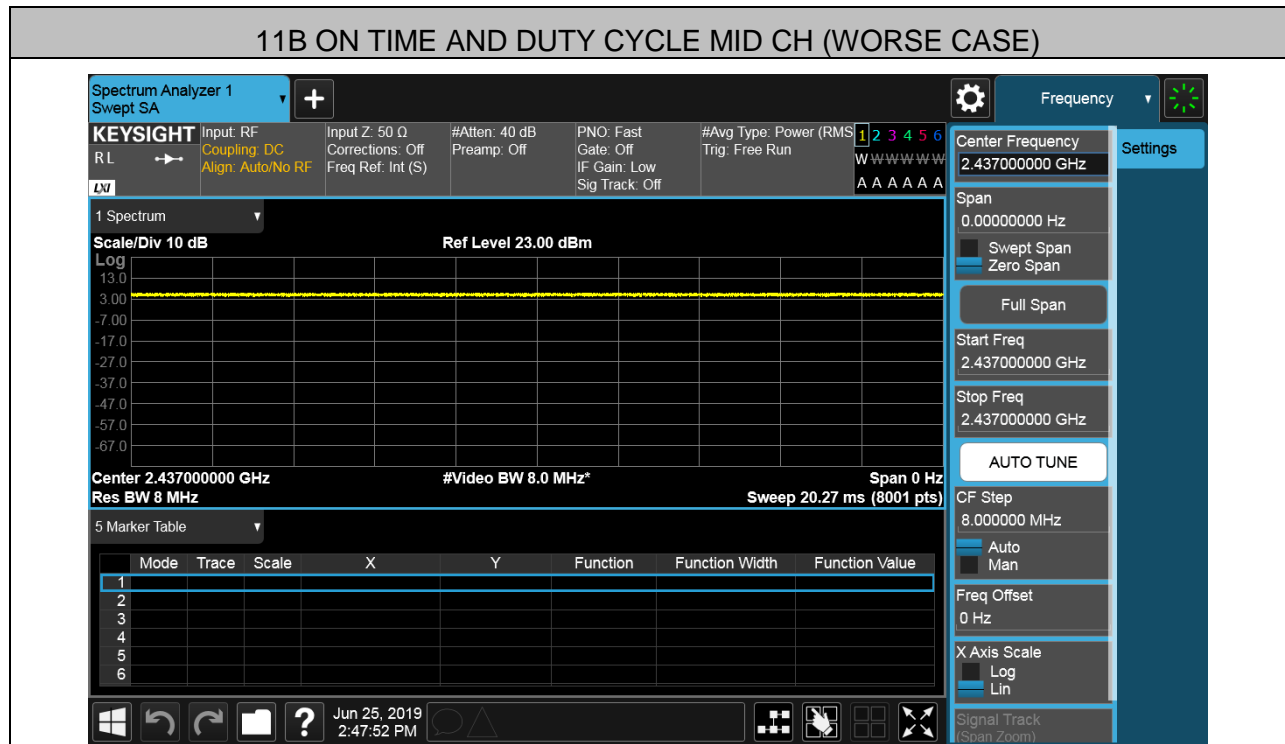 11B ON TIME AND DUTY CYCLE MID CH (WORSE CASE)
Spectrum Analyzer 1
Swept SA
+
Frequency
KEYSIGHT
RL
LXI
Input: RF
Coupling: DC
Align: Auto/No RF
Input Z: 50 Ω
Corrections: Off
Freq Ref: Int (S)
#Atten: 40 dB
Preamp: Off
PNO: Fast
Gate: Off
IF Gain: Low
Sig Track: Off
#Avg Type: Power (RMS
Trig: Free Run
1 2 3 4 5 6
W W W W W W
A A A A A A
1 Spectrum
Scale/Div 10 dB
Ref Level 23.00 dBm
Log
13.0
3.00
-7.00
-17.0
-27.0
-37.0
-47.0
-57.0
-67.0
Center 2.437000000 GHz
#Video BW 8.0 MHz*
Span 0 Hz
Res BW 8 MHz
Sweep 20.27 ms (8001 pts)
5 Marker Table
Mode Trace Scale X Y Function Function Width Function Value
1
2
3
4
5
6
?
Jun 25, 2019
2:47:52 PM
Center Frequency
2.437000000 GHz
Settings
Span
0.00000000 Hz
Swept Span
Zero Span
Full Span
Start Freq
2.437000000 GHz
Stop Freq
2.437000000 GHz
AUTO TUNE
CF Step
8.000000 MHz
Auto
Man
Freq Offset
0 Hz
X Axis Scale
Log
Lin
Signal Track
(Span Zoom)